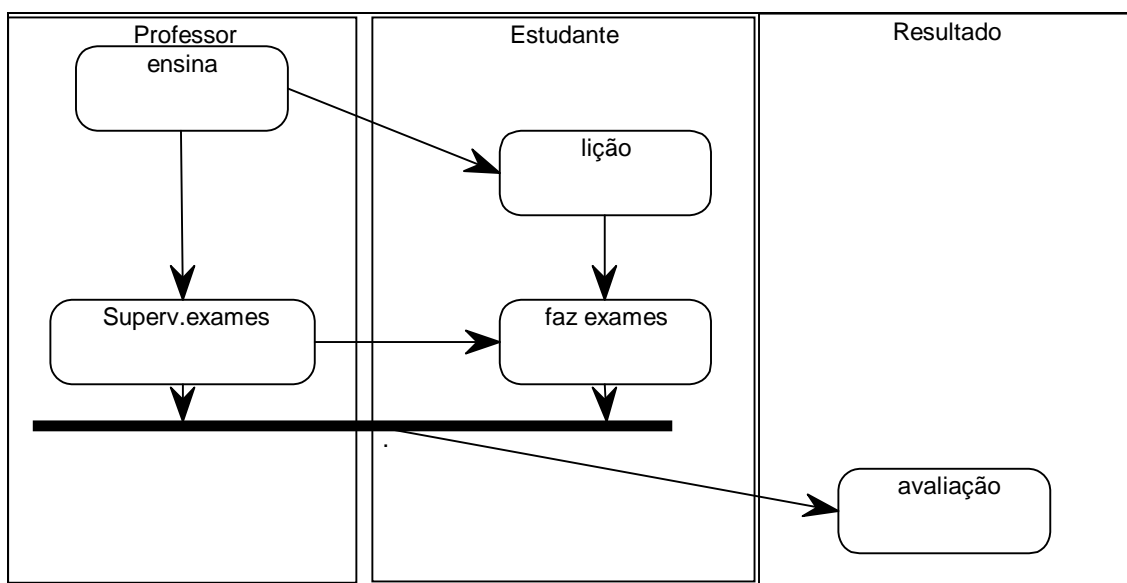 Professor
Estudante
Resultado
ensina
lição
Superv.exames
faz exames
.
avaliação